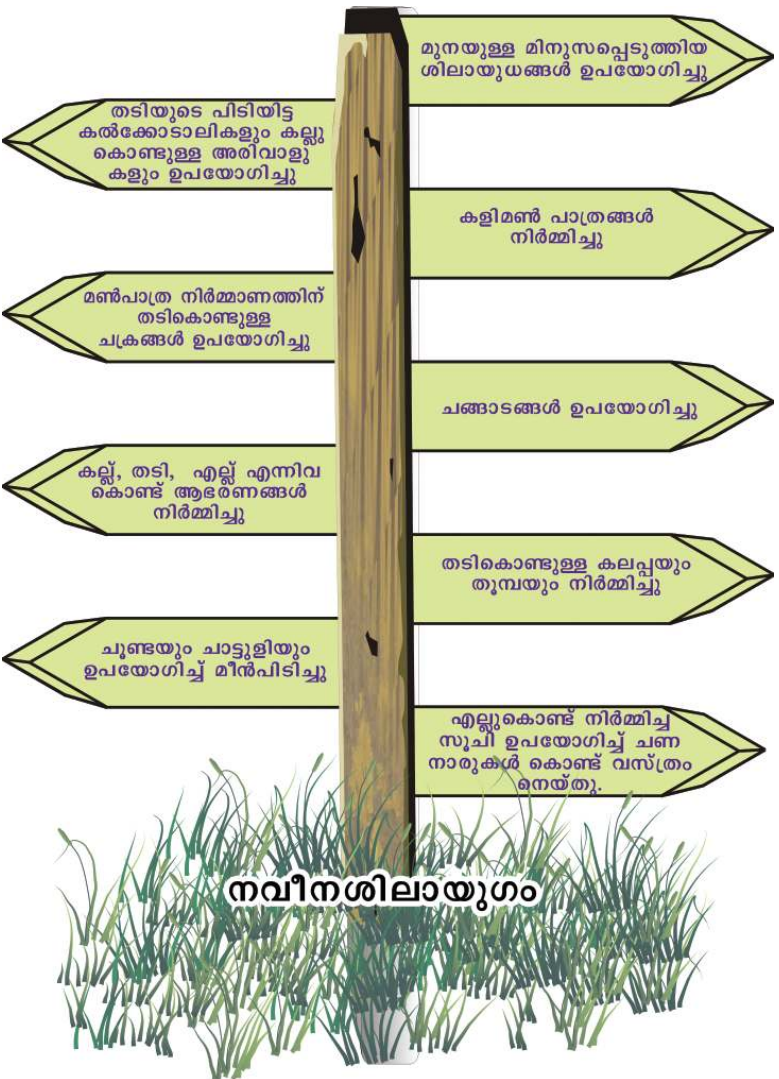 മുനയുള്ള മിനുസപ്പെടുത്തിയ
ശിലായുധങ്ങൾ ഉപയോഗിച്ചു
തടിയുടെ പിടിയിട്ട
കൽക്കോടാലികളും കല്ലു
കൊണ്ടുള്ള അരിവാളു
കളും ഉപയോഗിച്ചു
കളിമൺ പാത്രങ്ങൾ
നിർമ്മിച്ചു
മൺപാത്ര നിർമ്മാണത്തിന്
തടികൊണ്ടുള്ള
ചക്രങ്ങൾ ഉപയോഗിച്ചു
ചങ്ങാടങ്ങൾ ഉപയോഗിച്ചു
കല്ല്, തടി, എല്ല് എന്നിവ
കൊണ്ട് ആഭരണങ്ങൾ
നിർമ്മിച്ചു
തടികൊണ്ടുള്ള കലപ്പയും
തൂമ്പയും നിർമ്മിച്ചു
ചൂണ്ടയും ചാട്ടുളിയും
ഉപയോഗിച്ച് മീൻപിടിച്ചു
എല്ലുകൊണ്ട് നിർമ്മിച്ച
സൂചി ഉപയോഗിച്ച് ചണ
നാരുകൾ കൊണ്ട് വസ്ത്രം
നെയ്തു.
നവീനശിലായുഗം